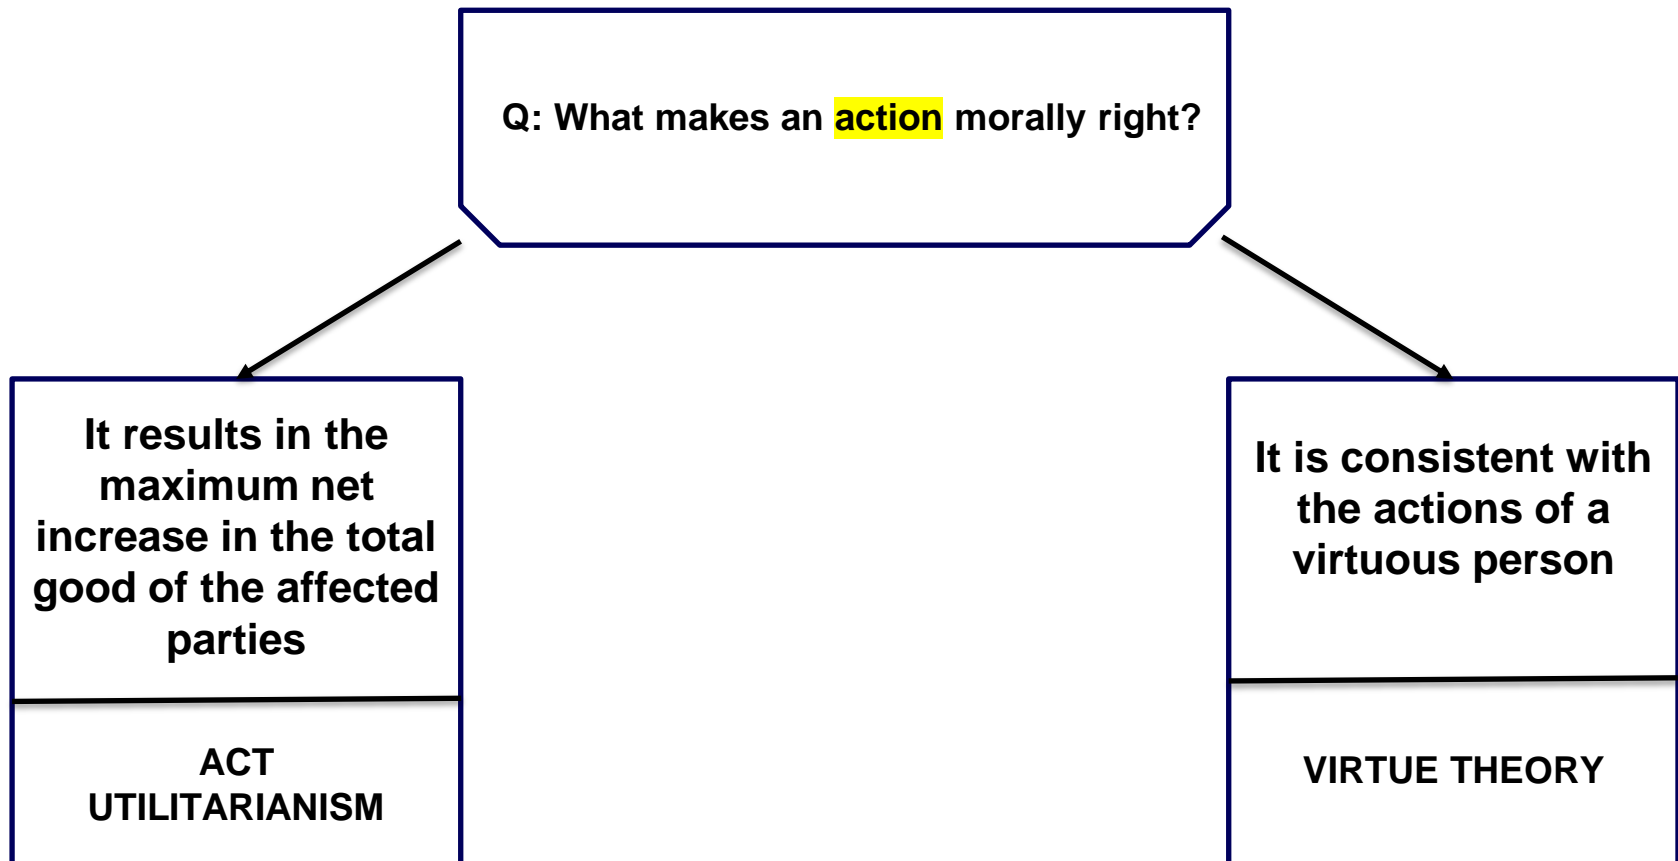 Q: What makes an action morally right?
It results in the
maximum net
increase in the total
good of the affected
parties
ACT
UTILITARIANISM
It is consistent with
the actions of a
virtuous person
VIRTUE THEORY